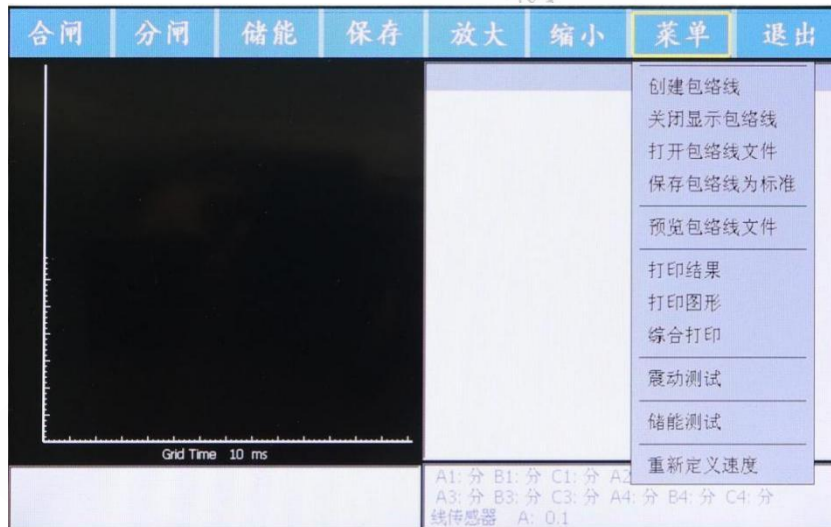 合闸 分闸 储能 保存 放大 缩小 菜单 退出
创建包络线
关闭显示包络线
打开包络线文件
保存包络线为标准
预览包络线文件
打印结果
打印图形
综合打印
震动测试
储能测试
重新定义速度
Grid Time 10 ms
A1: 分 B1: 分 C1: 分 A2
A3: 分 B3: 分 C3: 分 A4: 分 B4: 分 C4: 分
线传感器 A: 0.1